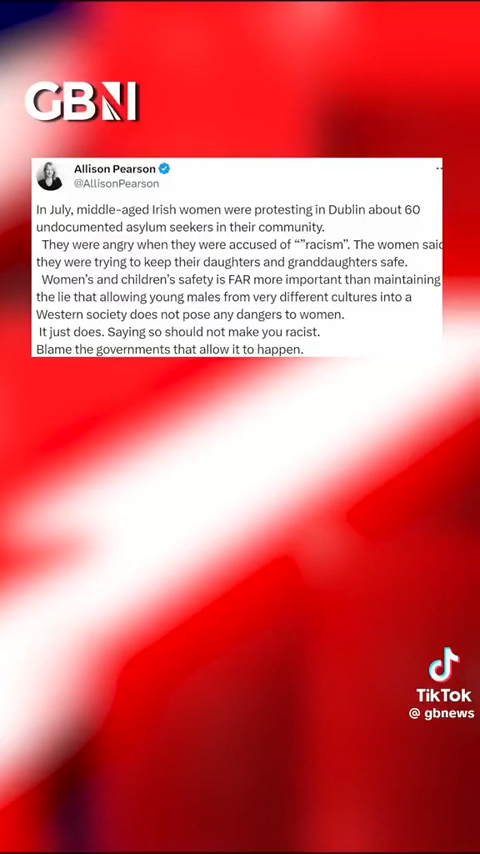 GBN
Allison Pearson
@AllisonPearson
In July, middle-aged Irish women were protesting in Dublin about 60
undocumented asylum seekers in their community.
They were angry when they were accused of “”racism”. The women said
they were trying to keep their daughters and granddaughters safe.
Women’s and children’s safety is FAR more important than maintaining
the lie that allowing young males from very different cultures into a
Western society does not pose any dangers to women.
It just does. Saying so should not make you racist.
Blame the governments that allow it to happen.
TikTok
@ gbnews